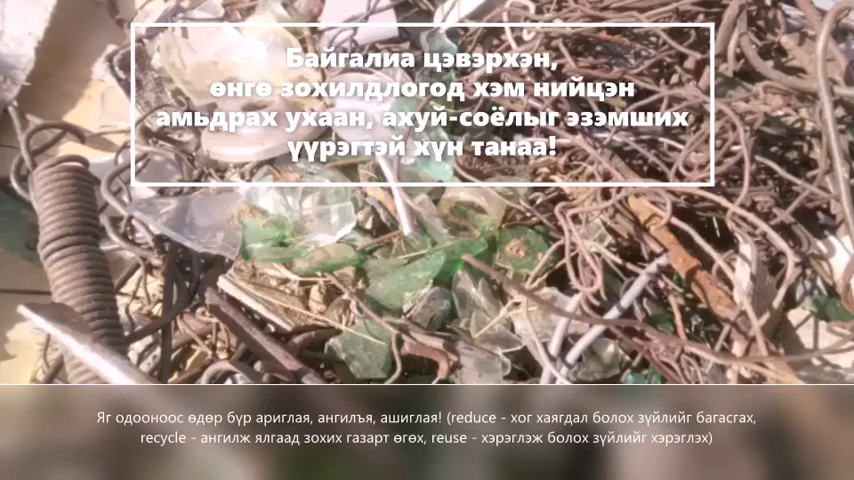 Байгалиа цэвэрхэн,
өнгө зохилдлогод хэм нийцэн
амьдрах ухаан, ахуй-соёлыг эзэмших
үүрэгтэй хүн танаа!
Яг одооноос өдөр бүр ариглая, ангилъя, ашиглая! (reduce - хог хаягдал болох зүйлийг багасгах,
recycle - ангилж ялгаад зохих газарт өгөх, reuse - хэрэглэж болох зүйлийг хэрэглэх)